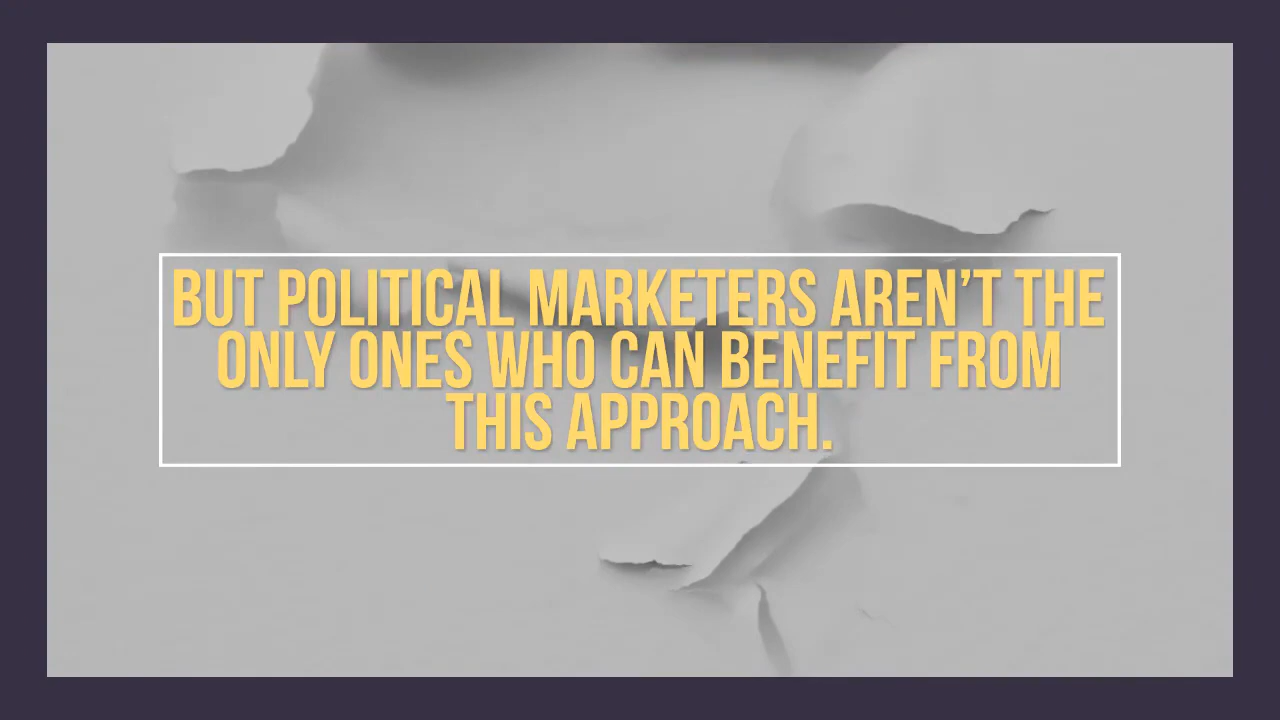 BUT POLITICAL MARKETERS AREN’T THE
ONLY ONES WHO CAN BENEFIT FROM
THIS APPROACH.